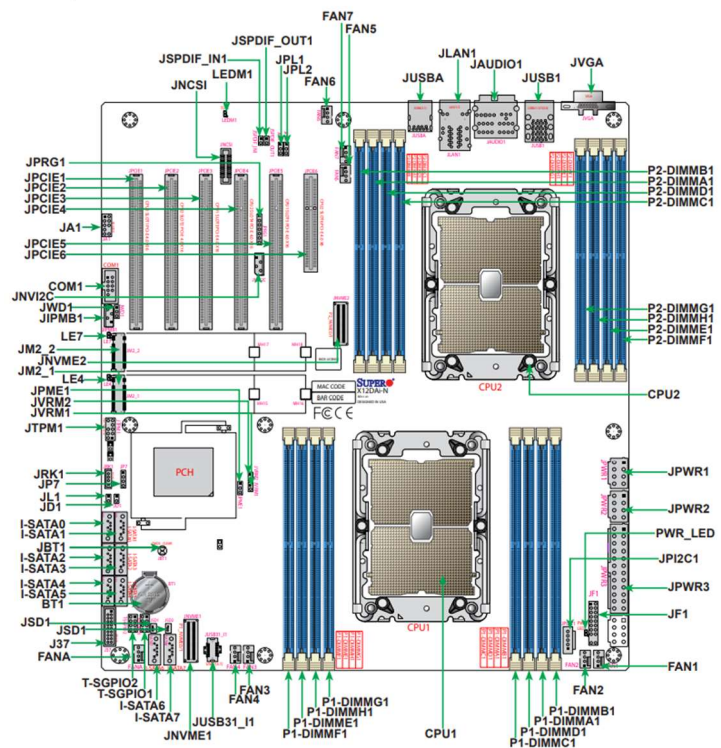 FAN7
FAN5
JSPDIF_OUT1
JSPDIF_IN1
JPL1
JPL2
LEDM1
FAN6
JNCSI
JUSBA
JLAN1
JAUDIO1
JUSB1
JVGA
JPRG1
JPCIE1
JPCIE2
JPCIE3
JPCIE4
JA1
JPCIE5
JPCIE6
COM1
JNVI2C
JWD1
JIPMB1
LE7
JM2_2
JNVME2
JM2_1
LE4
JPME1
JVRM2
JVRM1
JTPM1
JRK1
JP7
JL1
JD1
I-SATA0
I-SATA1
JBT1
I-SATA2
I-SATA3
I-SATA4
I-SATA5
BT1
JSD1
JSD1
J37
FANA
T-SGPIO2
T-SGPIO1
I-SATA6
I-SATA7
JNVME1
JUSB31_I1
FAN3
FAN4
P1-DIMMG1
P1-DIMMH1
P1-DIMME1
P1-DIMMF1
CPU1
P1-DIMMB1
P1-DIMMA1
P1-DIMMD1
P1-DIMMC1
FAN2
FAN1
P2-DIMMB1
P2-DIMMA1
P2-DIMMD1
P2-DIMMC1
P2-DIMMG1
P2-DIMMH1
P2-DIMME1
P2-DIMMF1
CPU2
JPWR1
JPWR2
PWR_LED
JPI2C1
JPWR3
JF1
MAC CODE
BAR CODE
SUPER
X12DAi-N
FC CE
PCH
CPU2
CPU1